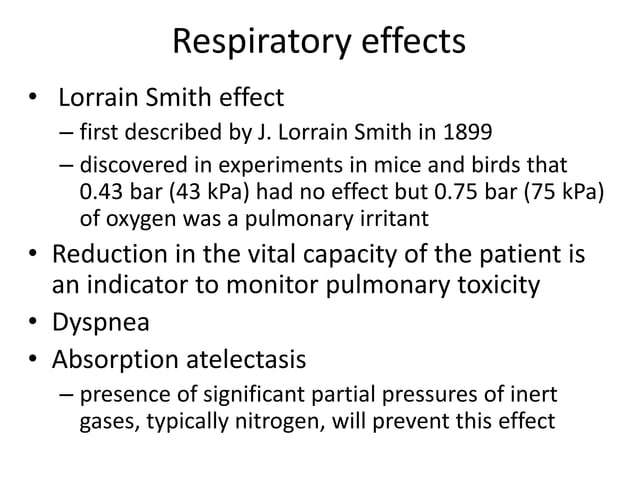 Respiratory effects
• Lorrain Smith effect
– first described by J. Lorrain Smith in 1899
– discovered in experiments in mice and birds that
0.43 bar (43 kPa) had no effect but 0.75 bar (75 kPa)
of oxygen was a pulmonary irritant
• Reduction in the vital capacity of the patient is
an indicator to monitor pulmonary toxicity
• Dyspnea
• Absorption atelectasis
– presence of significant partial pressures of inert
gases, typically nitrogen, will prevent this effect